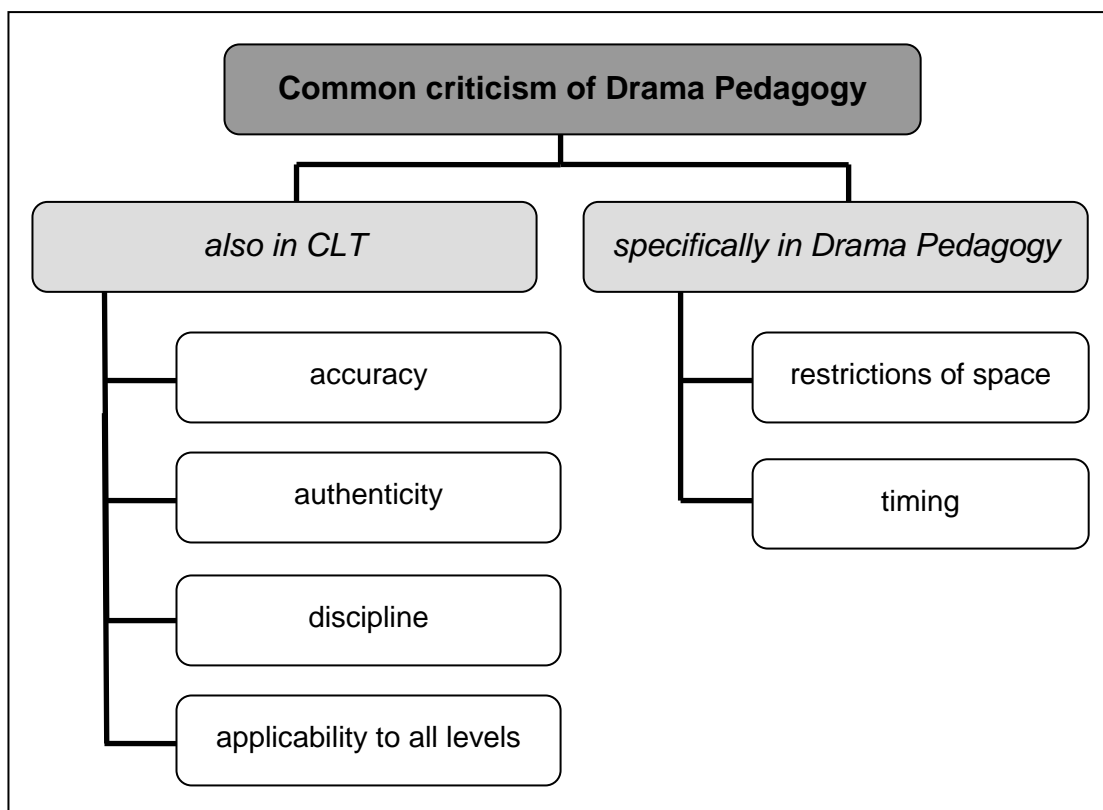 Common criticism of Drama Pedagogy
also in CLT
accuracy
authenticity
discipline
applicability to all levels
specifically in Drama Pedagogy
restrictions of space
timing